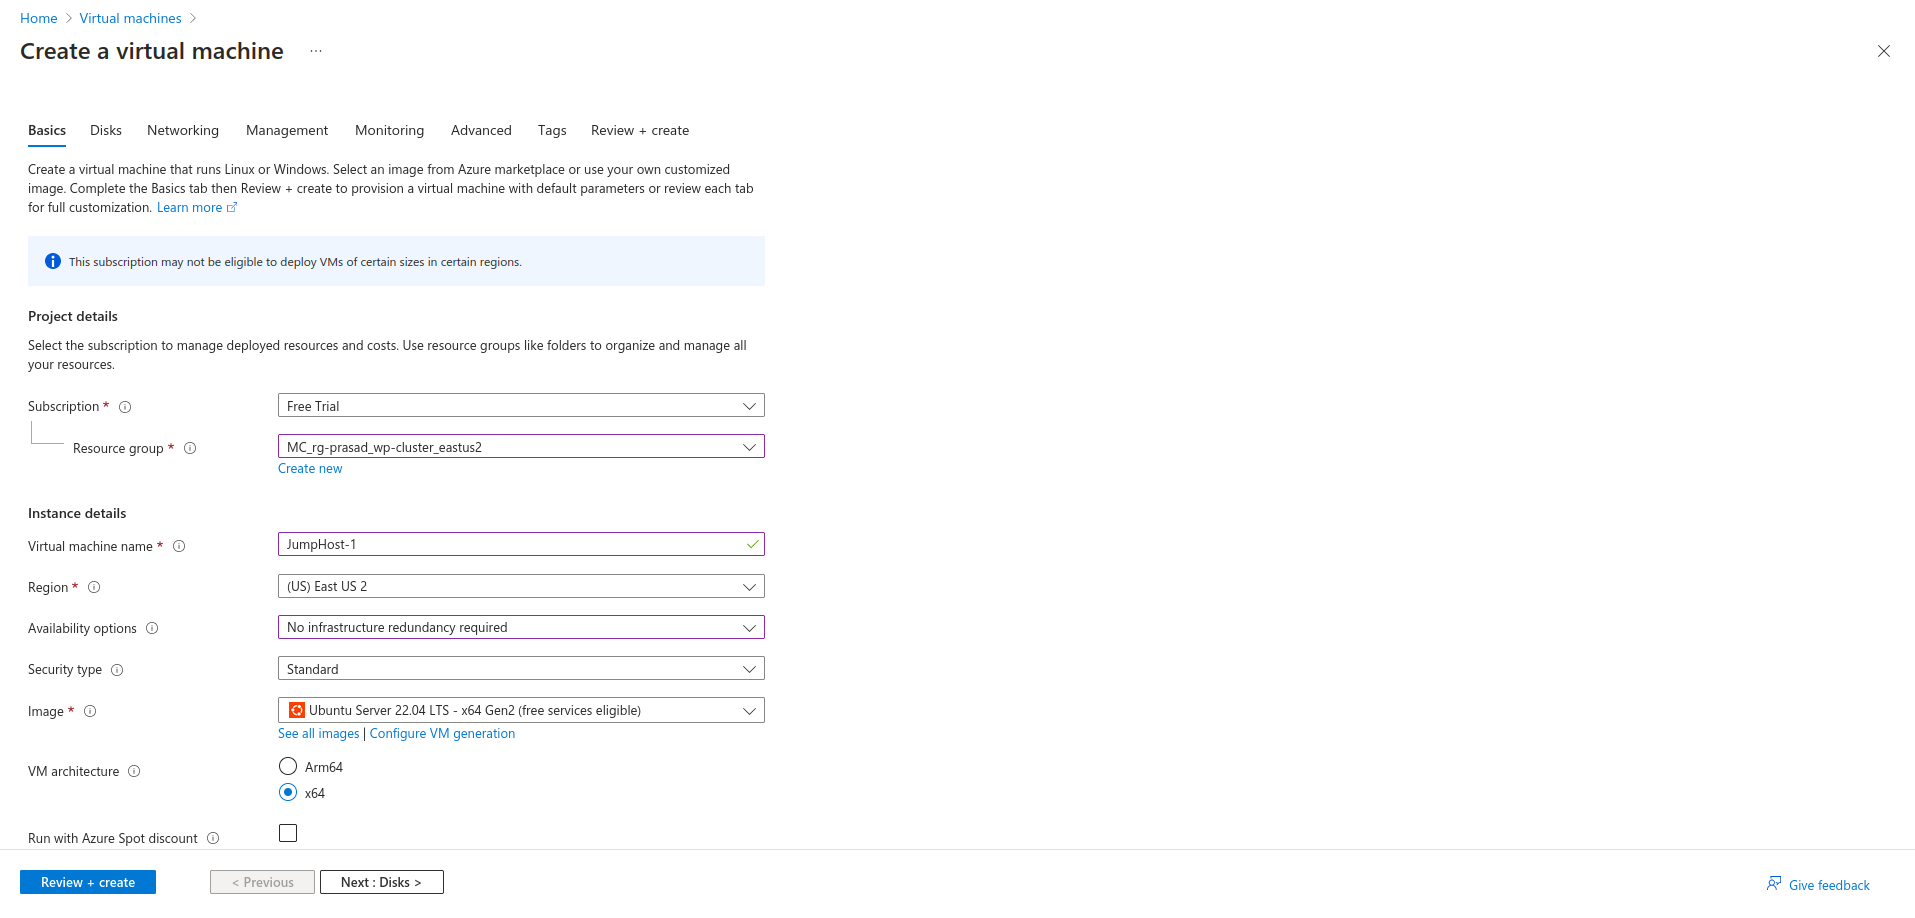 Home > Virtual machines >
Create a virtual machine ...
Basics Disks Networking Management Monitoring Advanced Tags Review + create
Create a virtual machine that runs Linux or Windows. Select an image from Azure marketplace or use your own customized
image. Complete the Basics tab then Review + create to provision a virtual machine with default parameters or review each tab
for full customization. Learn more
This subscription may not be eligible to deploy VMs of certain sizes in certain regions.
Project details
Select the subscription to manage deployed resources and costs. Use resource groups like folders to organize and manage all
your resources.
Subscription * Free Trial
Resource group * MC_rg-prasad_wp-cluster_eastus2
Create new
Instance details
Virtual machine name * JumpHost-1
Region * (US) East US 2
Availability options No infrastructure redundancy required
Security type Standard
Image * Ubuntu Server 22.04 LTS - x64 Gen2 (free services eligible)
See all images | Configure VM generation
VM architecture Arm64
x64
Run with Azure Spot discount
Review + create < Previous Next : Disks > Give feedback